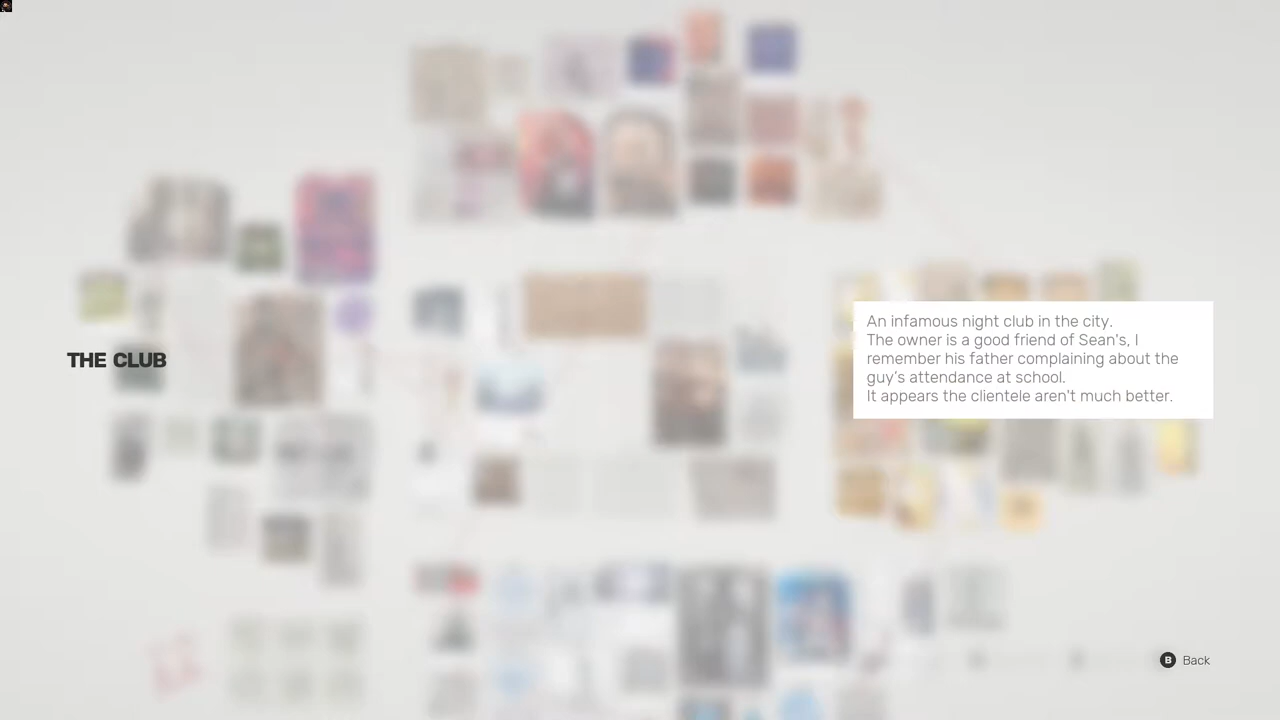 THE CLUB
An infamous night club in the city.
The owner is a good friend of Sean's, I
remember his father complaining about the
guy's attendance at school.
It appears the clientele aren't much better.
B Back